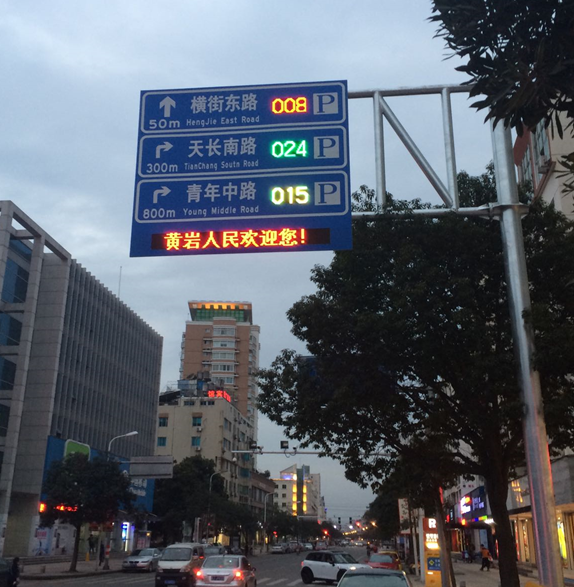 横街东路 008 P
50m HengJie East Road
天长南路 024 P
300m TianChang Soutn Road
青年中路 015 P
800m Young Middle Road
黄岩人民欢迎您!